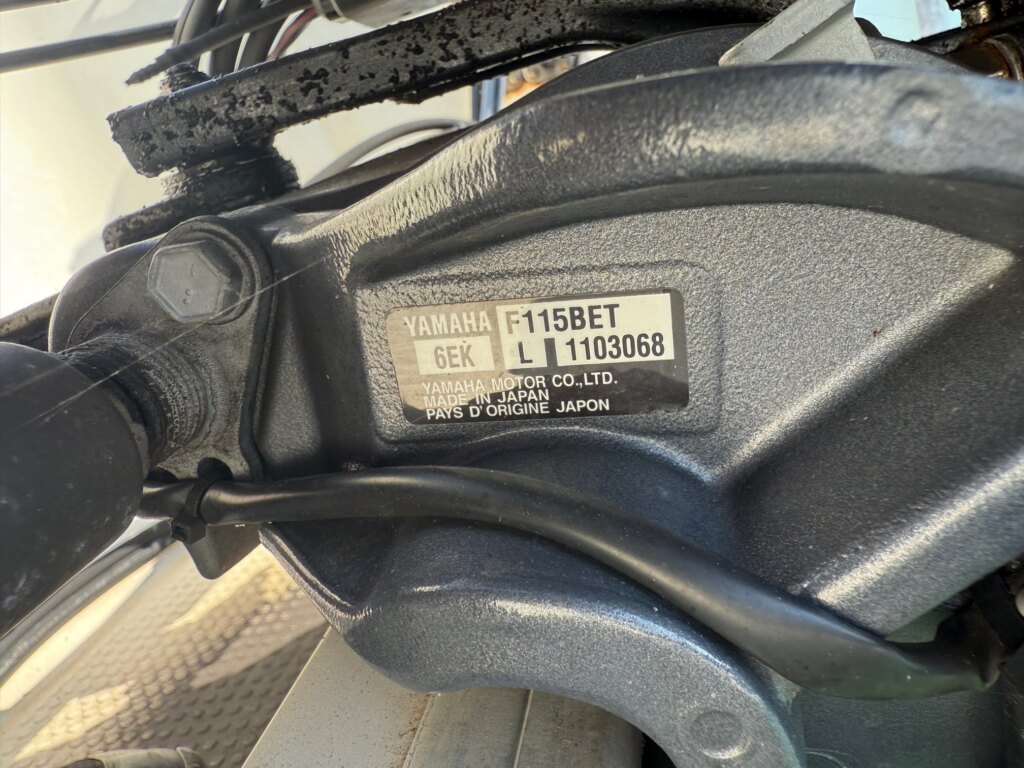 YAMAHA F115BET
6EK L 1103068
YAMAHA MOTOR CO.,LTD.
MADE IN JAPAN
PAYS D'ORIGINE JAPON